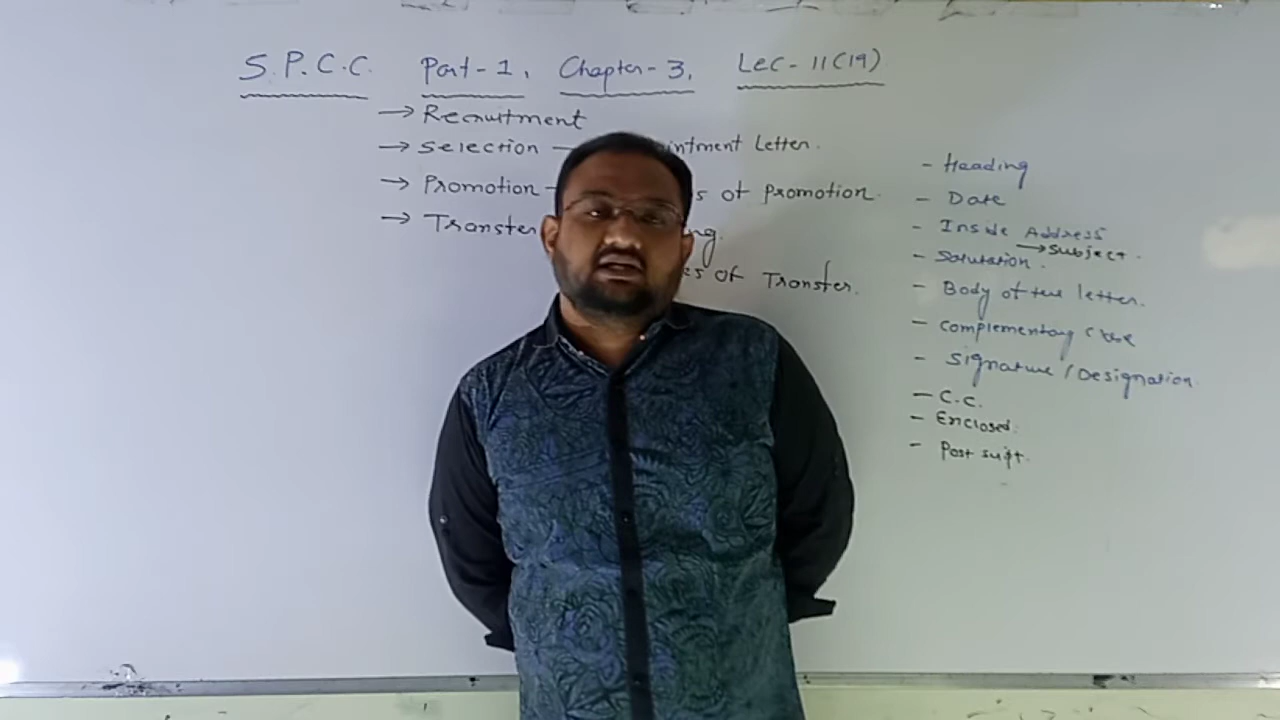 S.P.C.C. Part-1, Chapter-3, Lec-11(19)
→ Recruitment
→ Selection — intment Letter.
→ Promotion - s of promotion.
→ Transfer ng.
es of Transfer.
- Heading
- Date
- Inside Address
→ Subject.
- Salutation.
- Body of the letter.
- Complementary Close
- Signature / Designation.
- C.C.
- Enclosed.
- Post